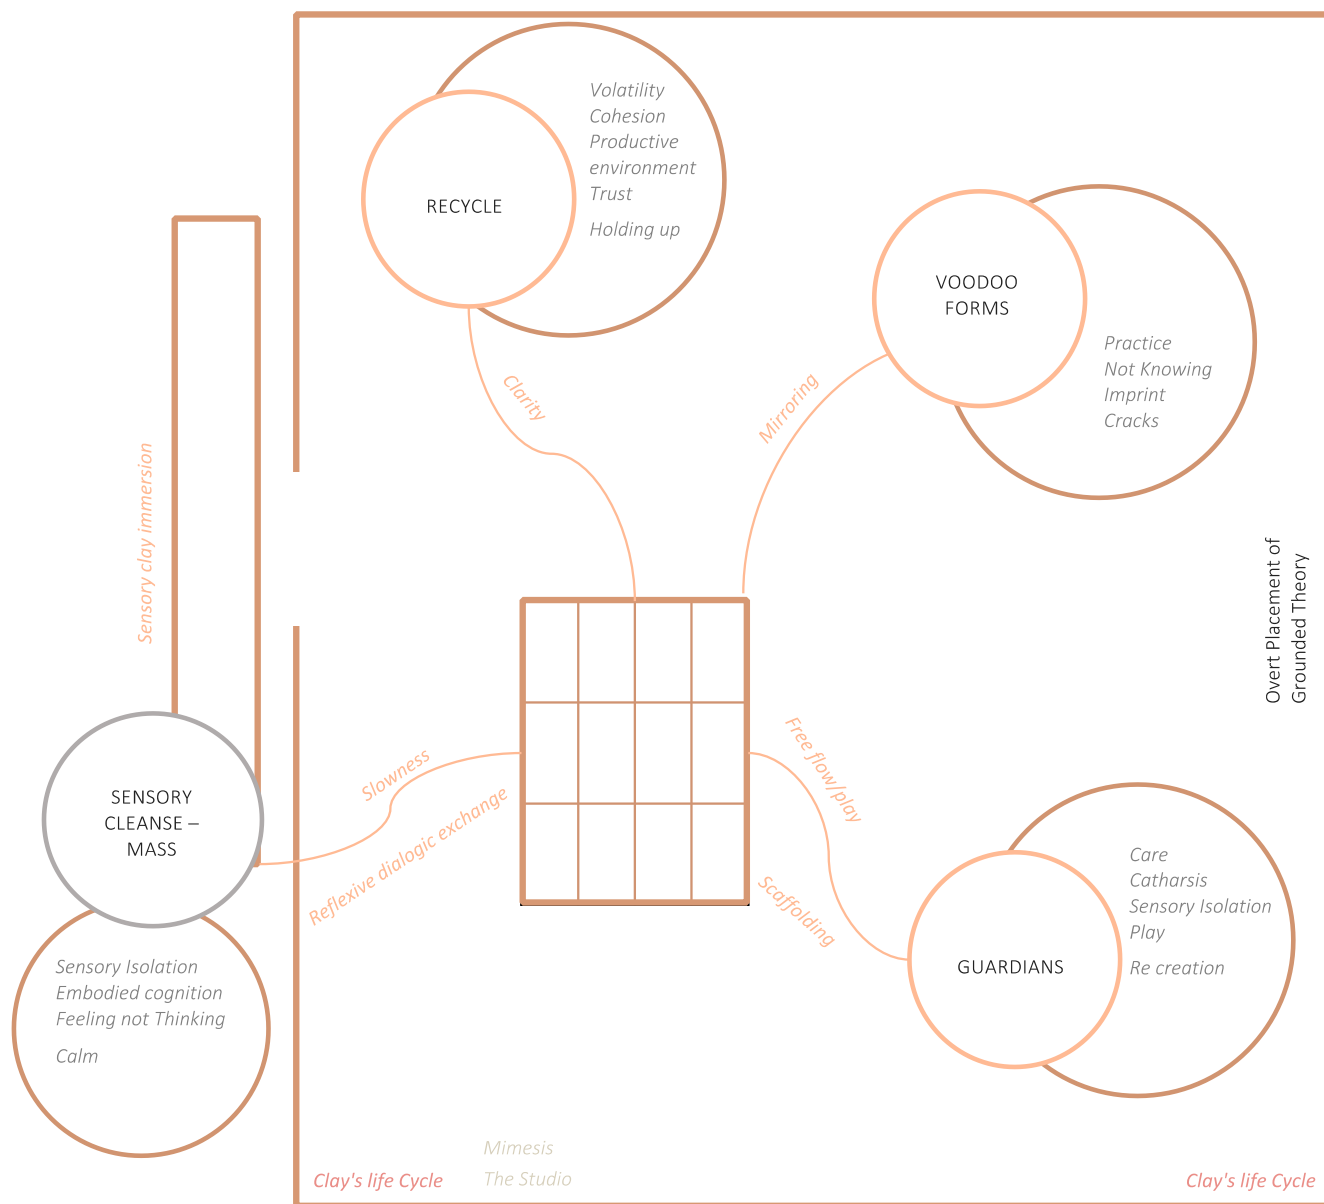 Volatility
Cohesion
Productive
environment
Trust
Holding up
RECYCLE
VOODOO
FORMS
Practice
Not Knowing
Imprint
Cracks
Clarity
Mirroring
Sensory clay immersion
Overt Placement of
Grounded Theory
SENSORY
CLEANSE –
MASS
Slowness
Reflexive dialogic exchange
Free flow/play
Scaffolding
Care
Catharsis
Sensory Isolation
Play
Re creation
GUARDIANS
Sensory Isolation
Embodied cognition
Feeling not Thinking
Calm
Mimesis
The Studio
Clay's life Cycle
Clay's life Cycle